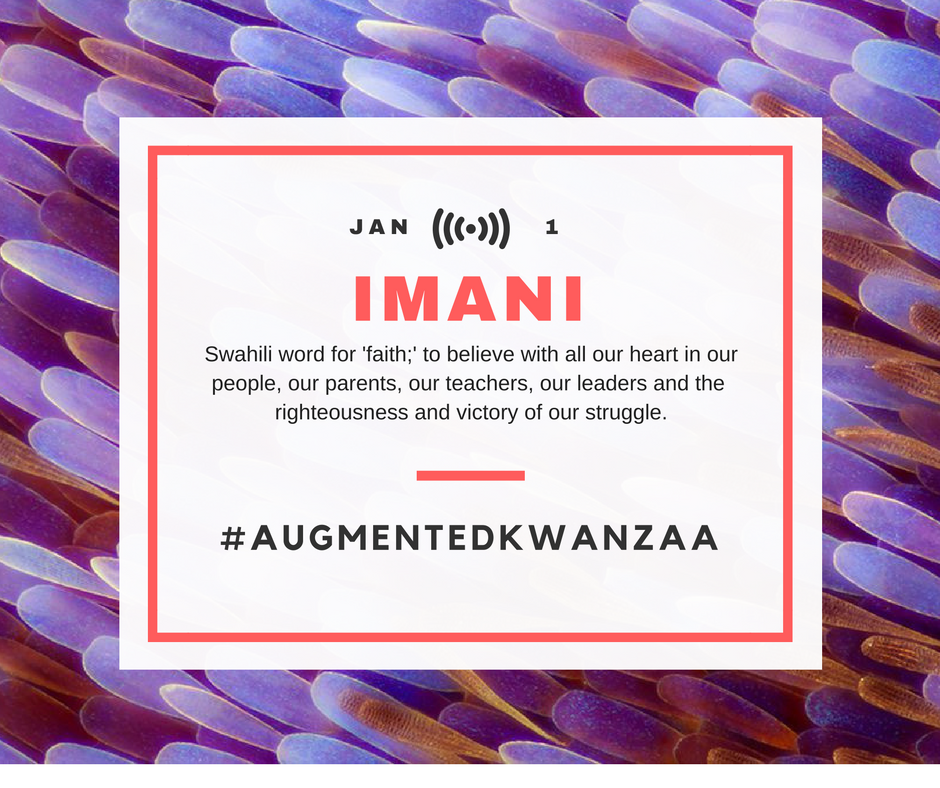 JAN 1
IMANI
Swahili word for 'faith;' to believe with all our heart in our
people, our parents, our teachers, our leaders and the
righteousness and victory of our struggle.
#AUGMENTEDKWANZAA